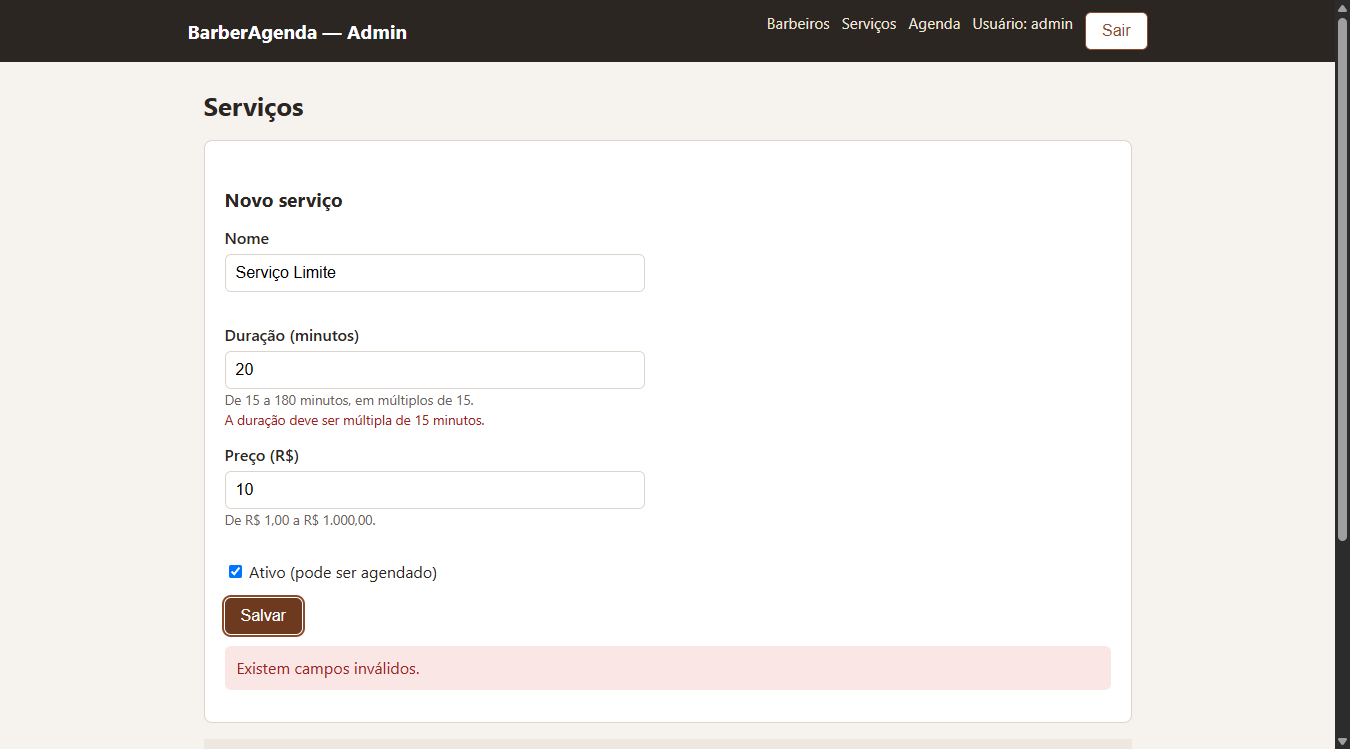 BarberAgenda — Admin
Barbeiros Serviços Agenda Usuário: admin Sair
Serviços
Novo serviço
Nome
Serviço Limite
Duração (minutos)
20
De 15 a 180 minutos, em múltiplos de 15.
A duração deve ser múltipla de 15 minutos.
Preço (R$)
10
De R$ 1,00 a R$ 1.000,00.
Ativo (pode ser agendado)
Salvar
Existem campos inválidos.